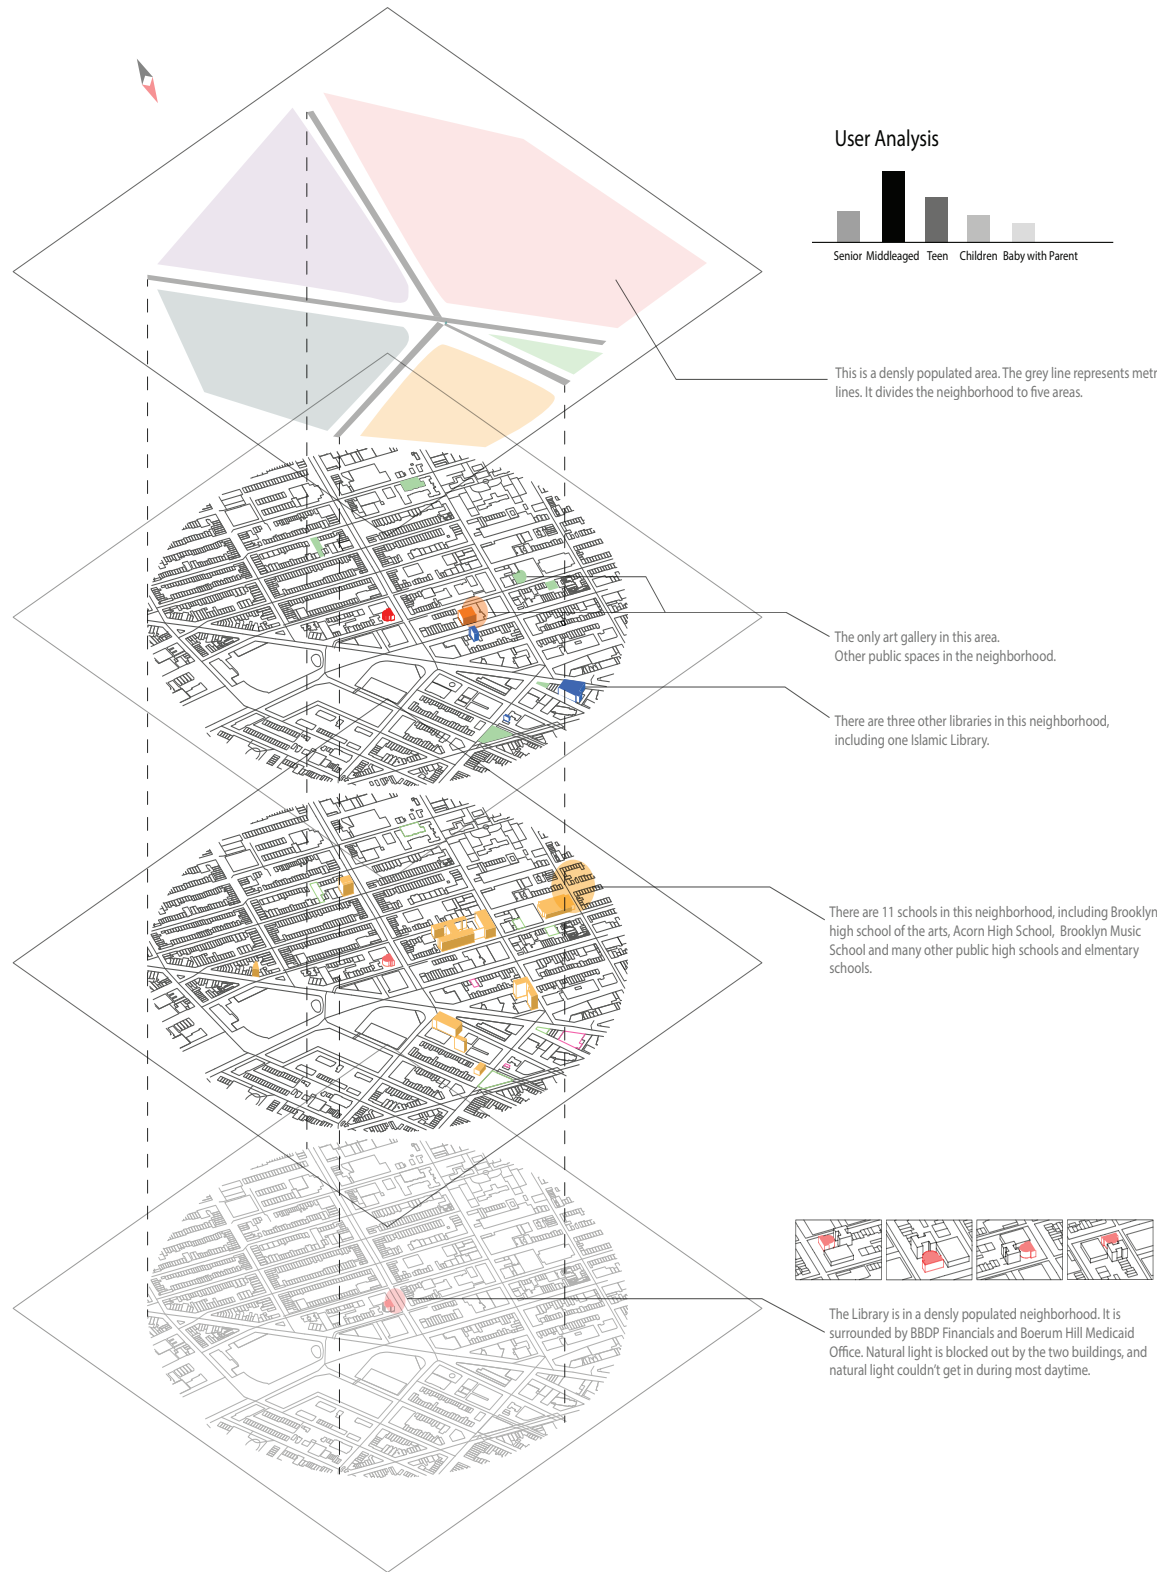 User Analysis
Senior Middleaged Teen Children Baby with Parent
This is a densly populated area. The grey line represents metr
lines. It divides the neighborhood to five areas.
The only art gallery in this area.
Other public spaces in the neighborhood.
There are three other libraries in this neighborhood,
including one Islamic Library.
There are 11 schools in this neighborhood, including Brooklyn
high school of the arts, Acorn High School, Brooklyn Music
School and many other public high schools and elmentary
schools.
The Library is in a densly populated neighborhood. It is
surrounded by BBDP Financials and Boerum Hill Medicaid
Office. Natural light is blocked out by the two buildings, and
natural light couldn't get in during most daytime.